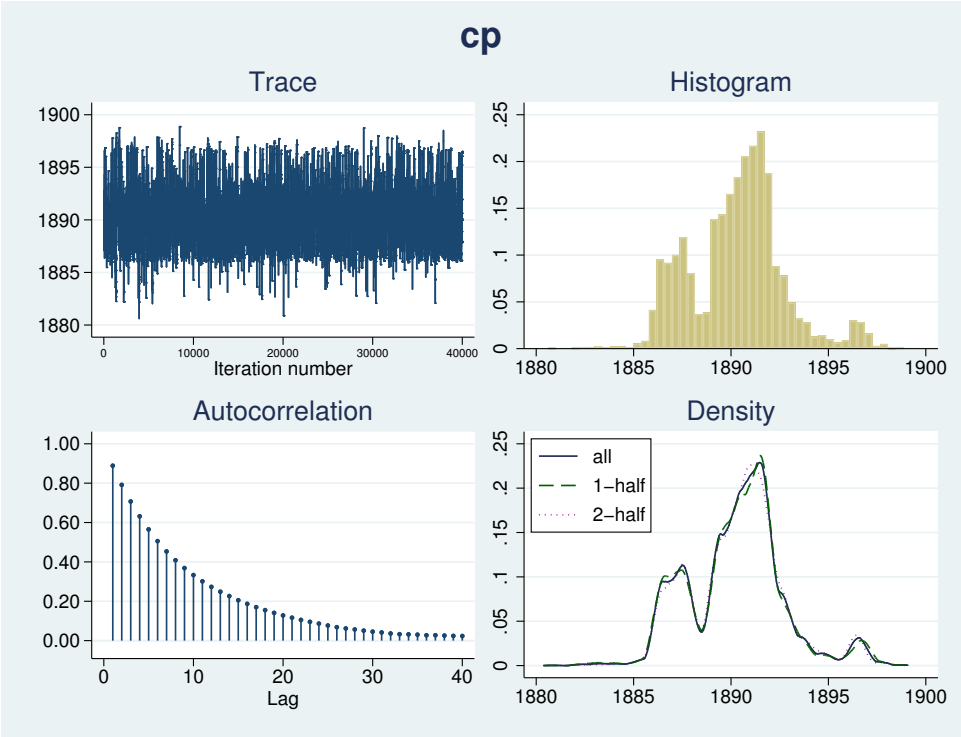 cp
Trace
1900
1895
1890
1885
1880
0 10000 20000 30000 40000
Iteration number
Histogram
.25
.2
.15
.1
.05
0
1880 1885 1890 1895 1900
Autocorrelation
1.00
0.80
0.60
0.40
0.20
0.00
0 10 20 30 40
Lag
Density
.25
.2
.15
.1
.05
0
all
1−half
2−half
1880 1885 1890 1895 1900